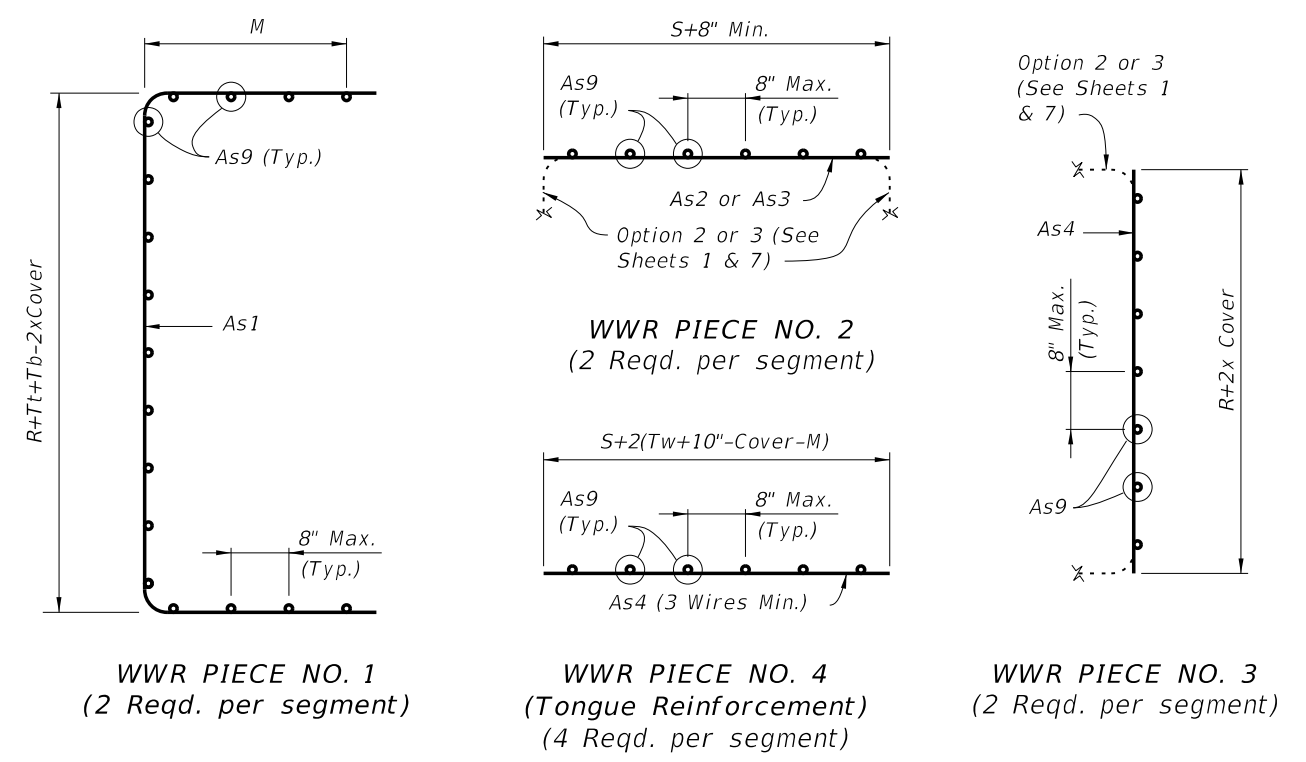 M
As9 (Typ.)
R+Tt+Tb-2xCover
As1
8" Max.
(Typ.)
WWR PIECE NO. 1
(2 Reqd. per segment)
S+8" Min.
As9
(Typ.)
8" Max.
(Typ.)
As2 or As3
Option 2 or 3 (See
Sheets 1 & 7)
WWR PIECE NO. 2
(2 Reqd. per segment)
S+2(Tw+10"-Cover-M)
As9
(Typ.)
8" Max.
(Typ.)
As4 (3 Wires Min.)
WWR PIECE NO. 4
(Tongue Reinforcement)
(4 Reqd. per segment)
Option 2 or 3
(See Sheets 1
& 7)
As4
8" Max.
(Typ.)
R+2x Cover
As9
WWR PIECE NO. 3
(2 Reqd. per segment)